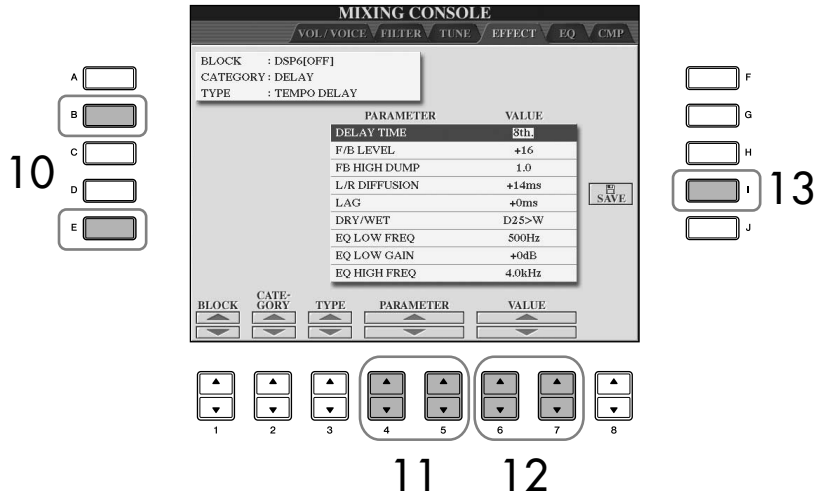 MIXING CONSOLE
VOL / VOICE FILTER TUNE EFFECT EQ CMP
BLOCK : DSP6[OFF]
CATEGORY : DELAY
TYPE : TEMPO DELAY
PARAMETER VALUE
DELAY TIME 8th.
F/B LEVEL +16
FB HIGH DUMP 1.0
L/R DIFFUSION +14ms
LAG +0ms
DRY/WET D25>W
EQ LOW FREQ 500Hz
EQ LOW GAIN +0dB
EQ HIGH FREQ 4.0kHz
SAVE
BLOCK CATE-
GORY TYPE PARAMETER VALUE
A
B
C
D
E
10
F
G
H
I
J
13
1 2 3 4 5 6 7 8
11 12